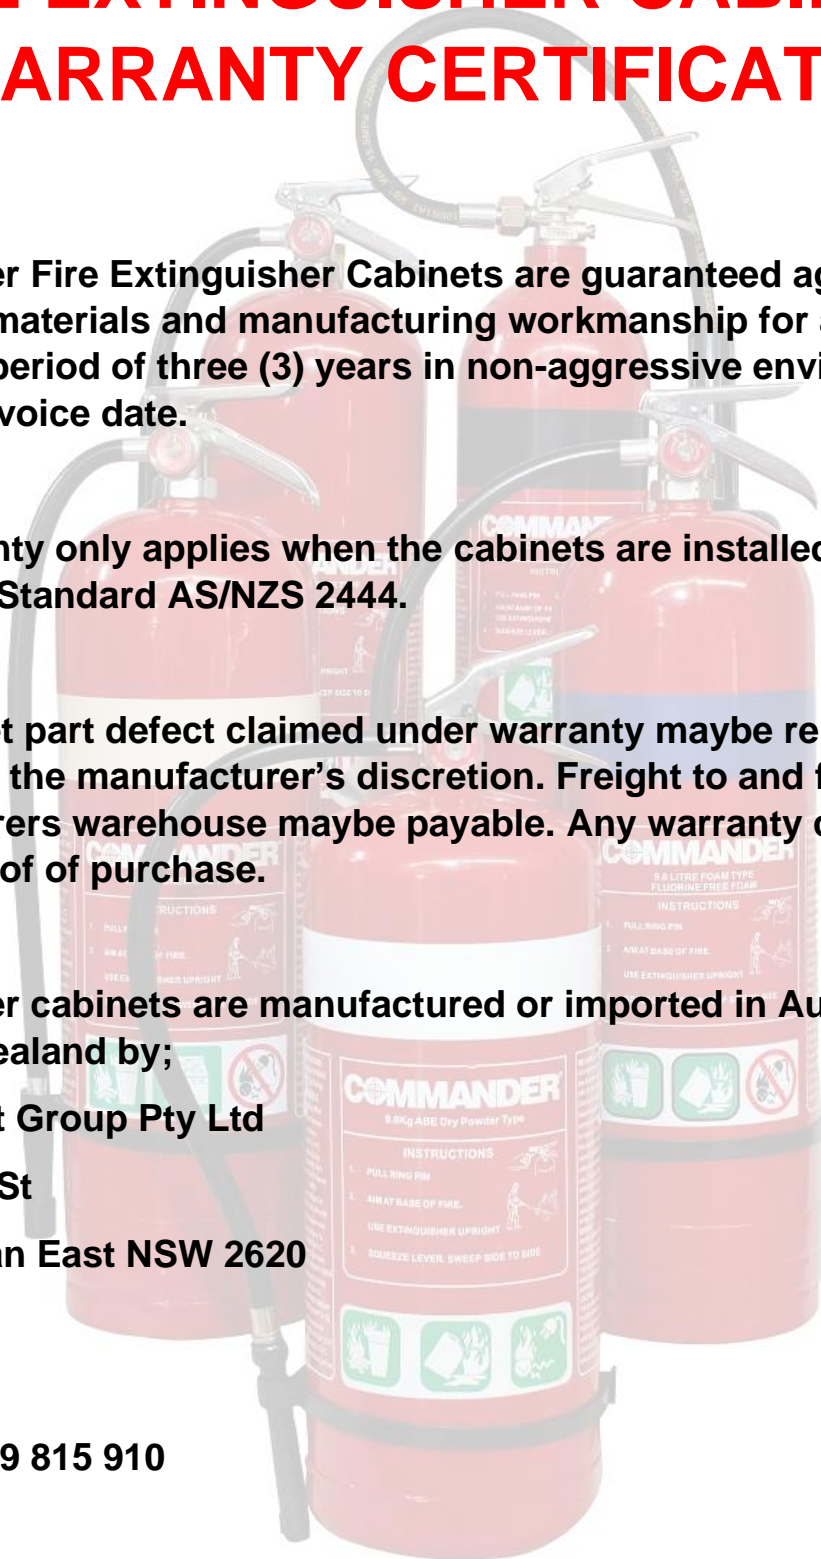 E EXTINGUISHER CABIN
ARRANTY CERTIFICAT
er Fire Extinguisher Cabinets are guaranteed ag
materials and manufacturing workmanship for a
period of three (3) years in non-aggressive envi
voice date.
nty only applies when the cabinets are installed
Standard AS/NZS 2444.
et part defect claimed under warranty maybe re
the manufacturer's discretion. Freight to and f
rers warehouse maybe payable. Any warranty c
of of purchase.
er cabinets are manufactured or imported in Au
ealand by;
t Group Pty Ltd
St
an East NSW 2620
9 815 910
COMMANDER
9.0 LITRE FOAM TYPE
FLUORINE FREE FOAM
INSTRUCTIONS
1. PULL RING PIN
2. AIM AT BASE OF FIRE.
USE EXTINGUISHER UPRIGHT
COMMANDER
9.0Kg ABE Dry Powder Type
INSTRUCTIONS
1. PULL RING PIN
2. AIM AT BASE OF FIRE.
USE EXTINGUISHER UPRIGHT
3. SQUEEZE LEVER, SWEEP SIDE TO SIDE